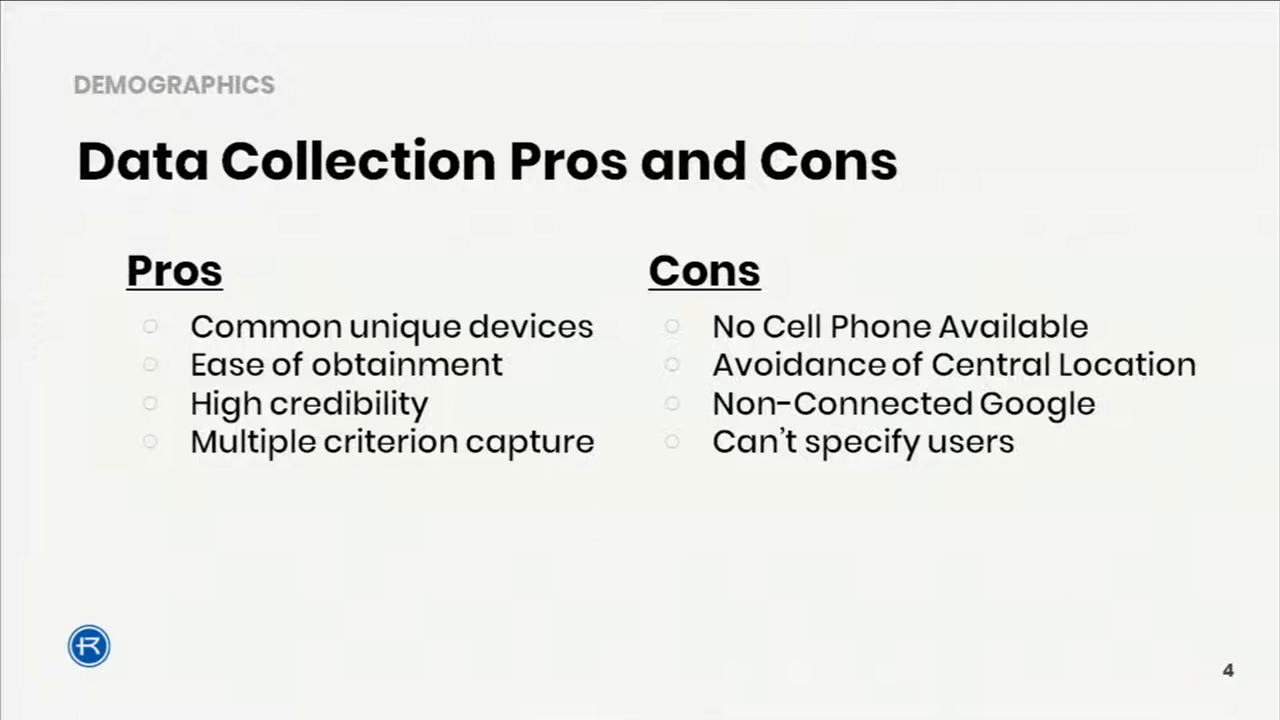 DEMOGRAPHICS
Data Collection Pros and Cons
Pros
Common unique devices
Ease of obtainment
High credibility
Multiple criterion capture
Cons
No Cell Phone Available
Avoidance of Central Location
Non-Connected Google
Can't specify users
R
4